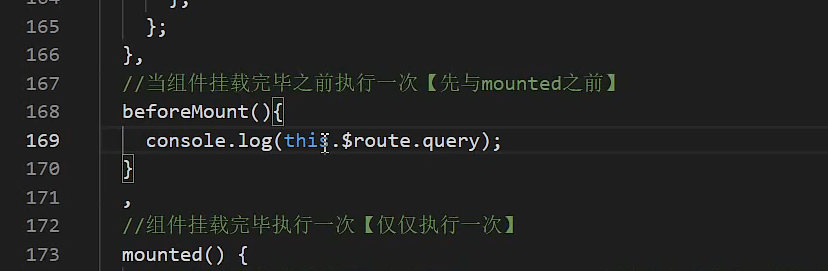 164 };
165 };
166 },
167 //当组件挂载完毕之前执行一次【先与mounted之前】
168 beforeMount(){
169 console.log(this.$route.query);
170 }
171 ,
172 //组件挂载完毕执行一次【仅仅执行一次】
173 mounted() {